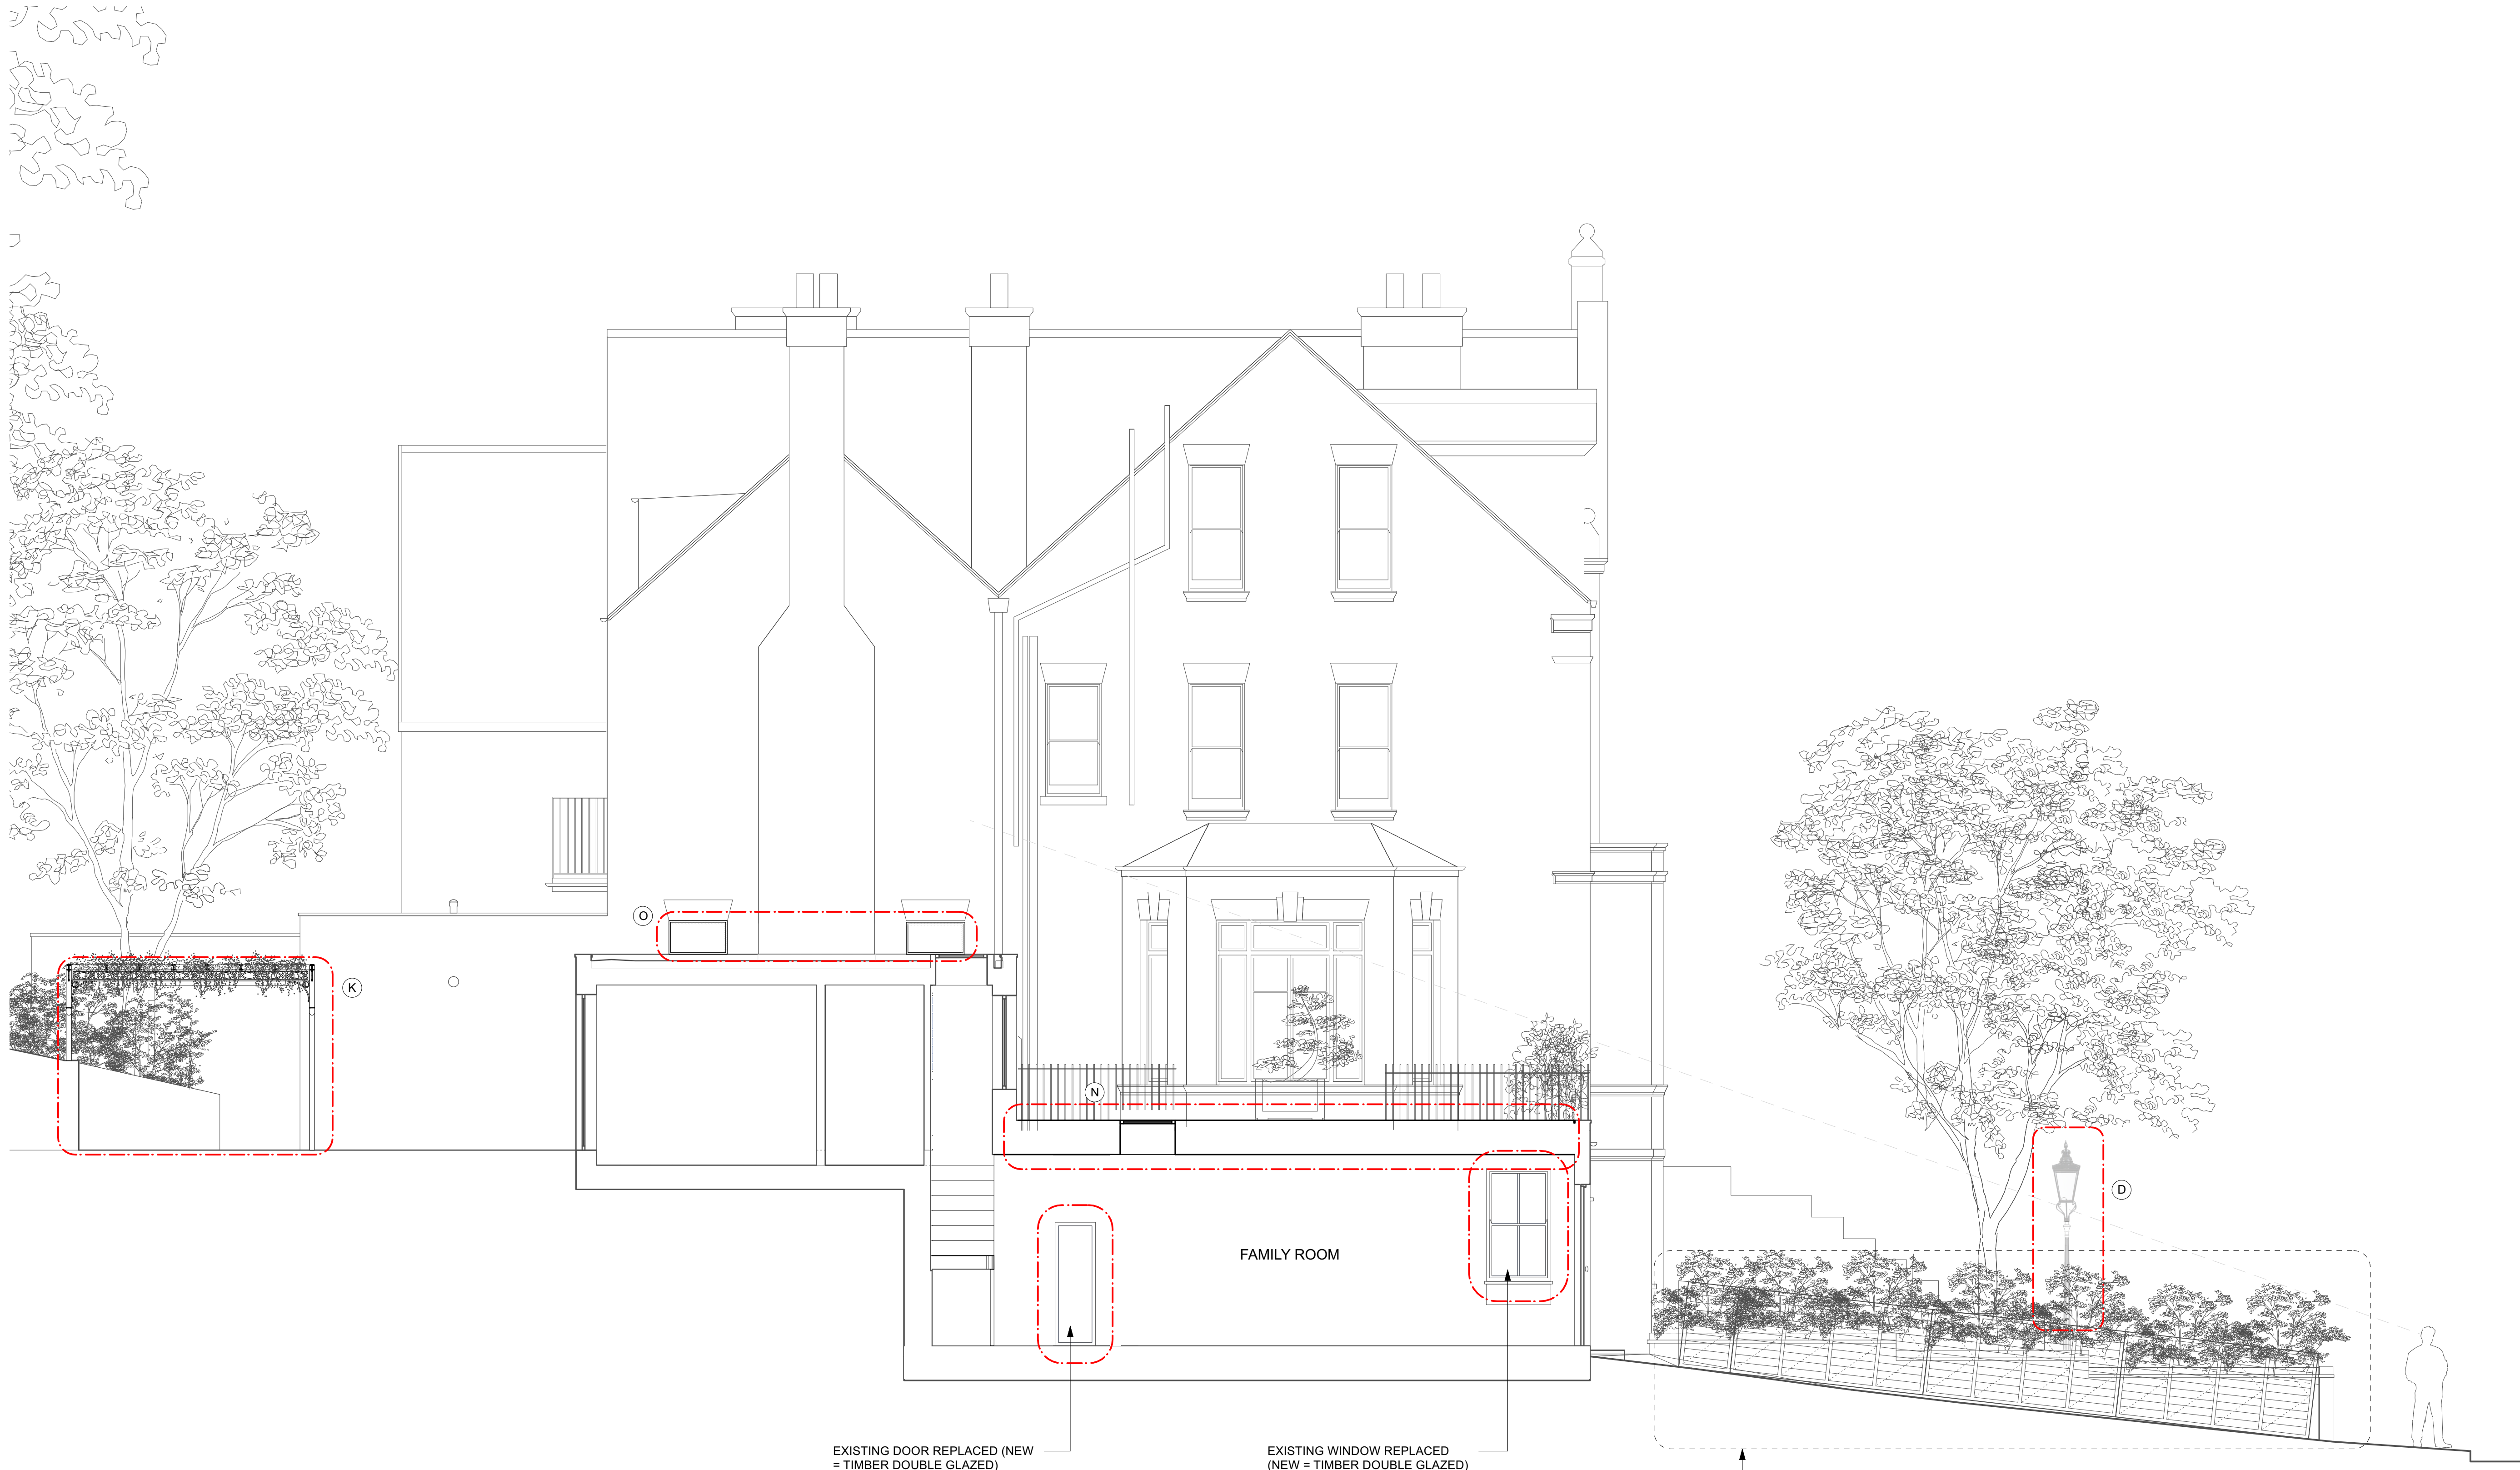 O
K
N
D
FAMILY ROOM
EXISTING DOOR REPLACED (NEW
= TIMBER DOUBLE GLAZED)
EXISTING WINDOW REPLACED
(NEW = TIMBER DOUBLE GLAZED)